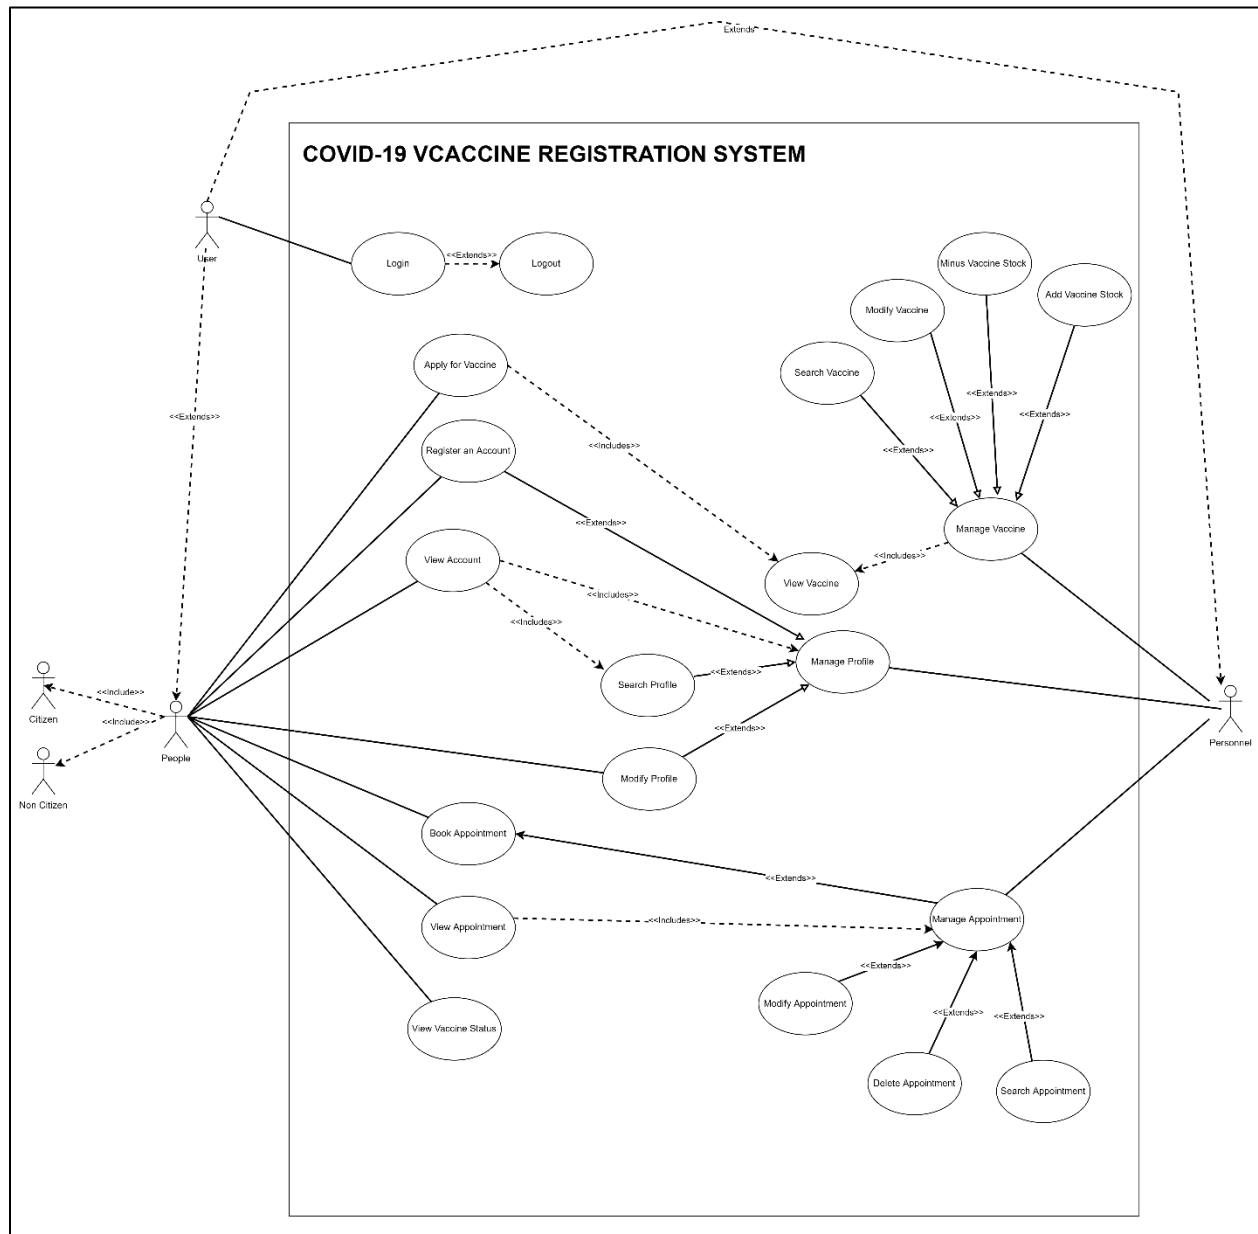 Extends
COVID-19 VCACCINE REGISTRATION SYSTEM
User
Login
<<Extends>>
Logout
Minus Vaccine Stock
Add Vaccine Stock
Modify Vaccine
Search Vaccine
<<Extends>>
<<Extends>>
<<Extends>>
<<Extends>>
<<Extends>>
Apply for Vaccine
<<Includes>>
Register an Account
<<Extends>>
Manage Vaccine
<<Includes>>
View Vaccine
View Account
<<Includes>>
<<Includes>>
Search Profile
<<Extends>>
Manage Profile
<<Include>>
<<Include>>
Citizen
Non Citizen
People
Personnel
<<Extends>>
Modify Profile
Book Appointment
<<Extends>>
View Appointment
<<Includes>>
Manage Appointment
<<Extends>>
Modify Appointment
<<Extends>>
<<Extends>>
View Vaccine Status
Delete Appointment
Search Appointment